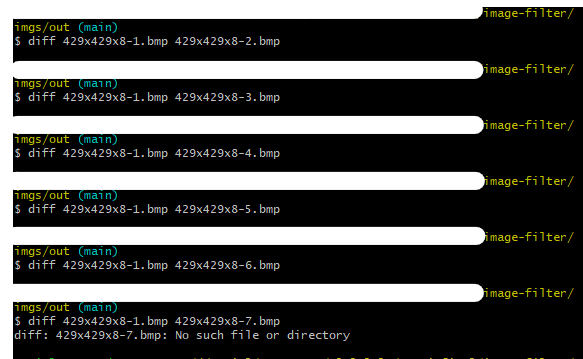 image-filter/
imgs/out (main)
$ diff 429x429x8-1.bmp 429x429x8-2.bmp
image-filter/
imgs/out (main)
$ diff 429x429x8-1.bmp 429x429x8-3.bmp
image-filter/
imgs/out (main)
$ diff 429x429x8-1.bmp 429x429x8-4.bmp
image-filter/
imgs/out (main)
$ diff 429x429x8-1.bmp 429x429x8-5.bmp
image-filter/
imgs/out (main)
$ diff 429x429x8-1.bmp 429x429x8-6.bmp
image-filter/
imgs/out (main)
$ diff 429x429x8-1.bmp 429x429x8-7.bmp
diff: 429x429x8-7.bmp: No such file or directory